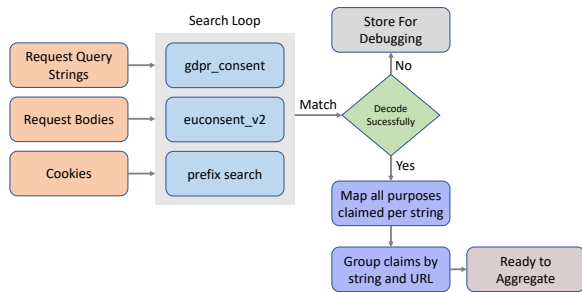 Search Loop
Request Query
Strings
gdpr_consent
Request Bodies
euconsent_v2
Cookies
prefix search
Match
Store For
Debugging
No
Decode
Sucessfully
Yes
Map all purposes
claimed per string
Group claims by
string and URL
Ready to
Aggregate